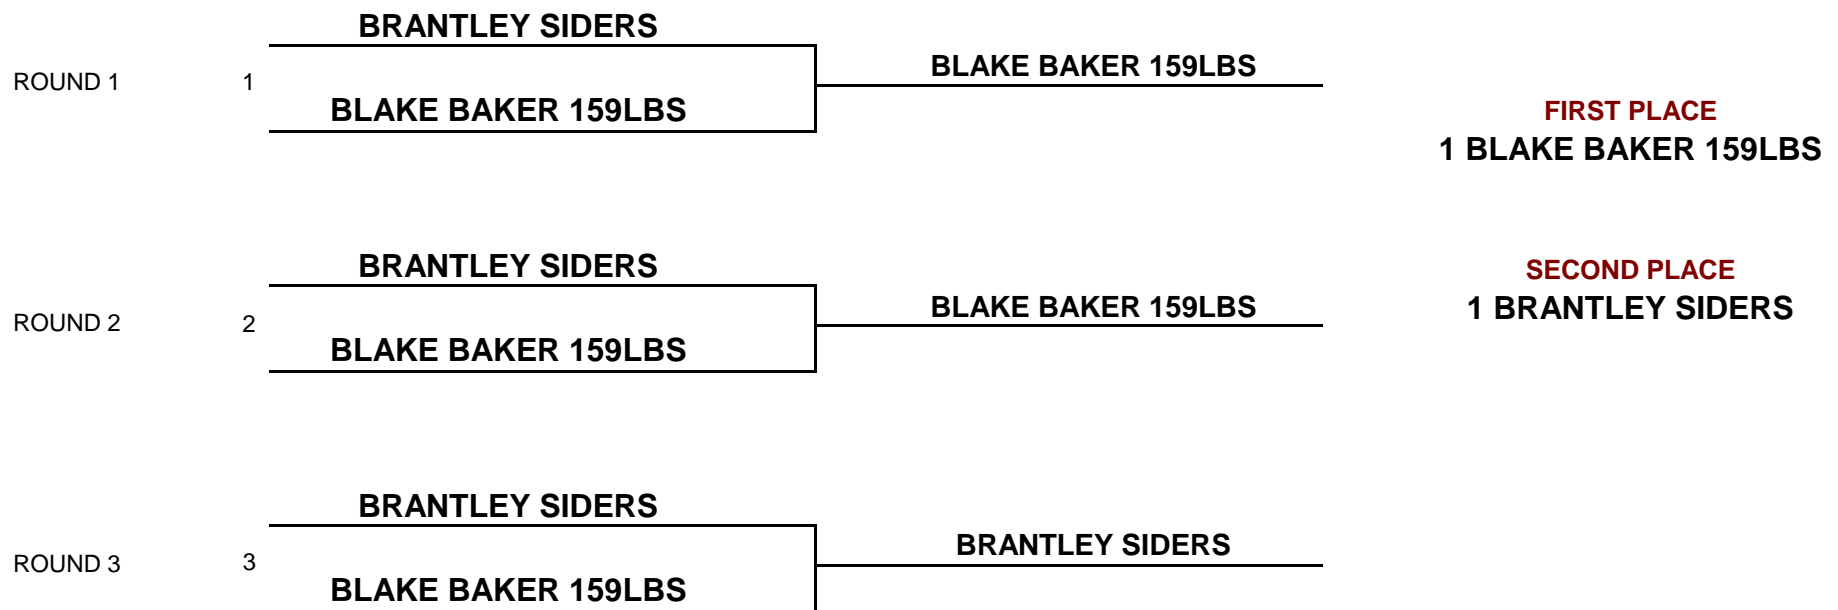 BRANTLEY SIDERS
ROUND 1
1
BLAKE BAKER 159LBS
BLAKE BAKER 159LBS
FIRST PLACE
1 BLAKE BAKER 159LBS
BRANTLEY SIDERS
ROUND 2
2
BLAKE BAKER 159LBS
BLAKE BAKER 159LBS
SECOND PLACE
1 BRANTLEY SIDERS
BRANTLEY SIDERS
ROUND 3
3
BLAKE BAKER 159LBS
BRANTLEY SIDERS